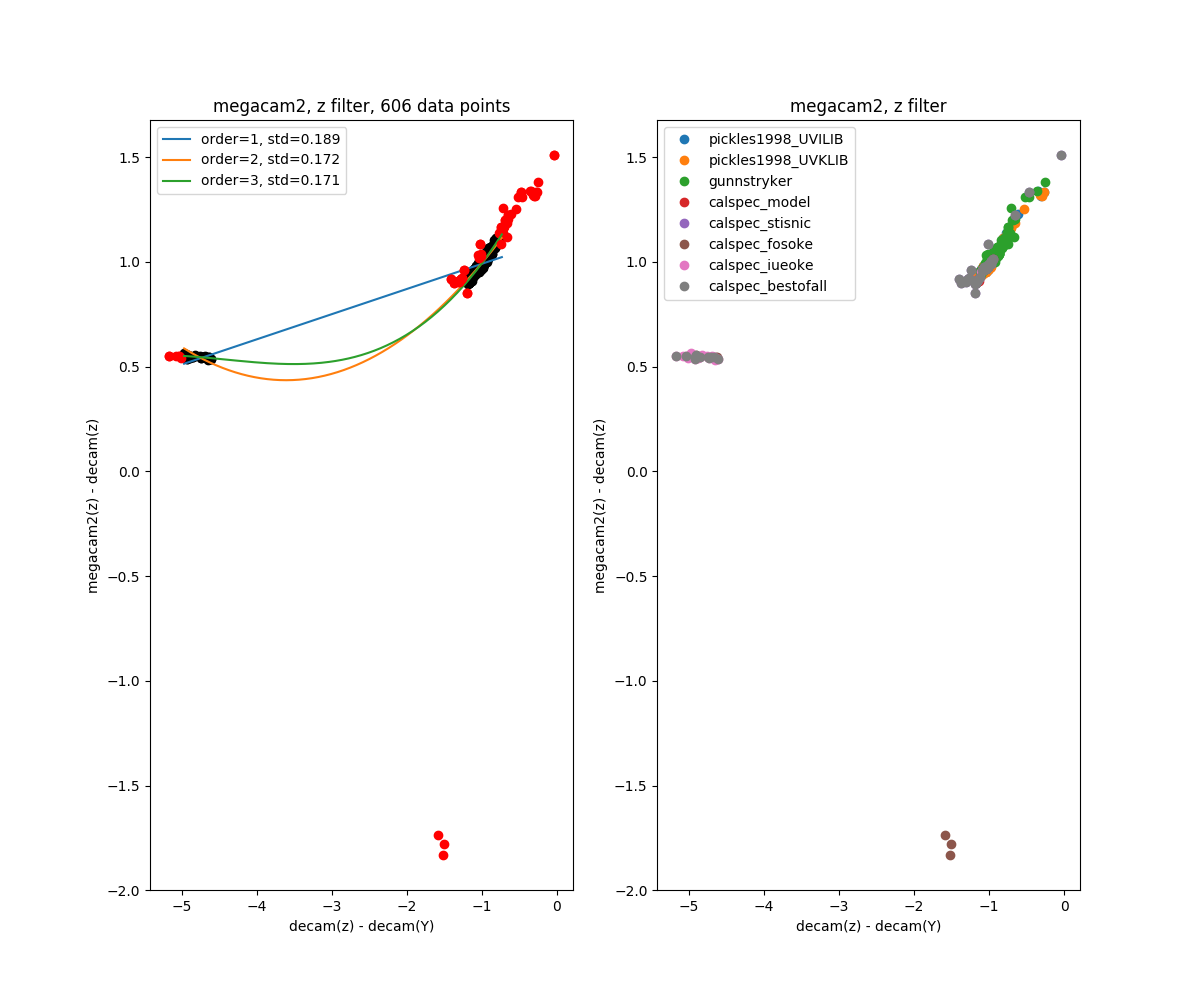 megacam2, z filter, 606 data points
order=1, std=0.189
order=2, std=0.172
order=3, std=0.171
1.5
1.0
0.5
0.0
−0.5
−1.0
−1.5
−2.0
megacam2(z) - decam(z)
−5
−4
−3
−2
−1
0
decam(z) - decam(Y)
megacam2, z filter
pickles1998_UVILIB
pickles1998_UVKLIB
gunnstryker
calspec_model
calspec_stisnic
calspec_fosoke
calspec_iueoke
calspec_bestofall
1.5
1.0
0.5
0.0
−0.5
−1.0
−1.5
−2.0
megacam2(z) - decam(z)
−5
−4
−3
−2
−1
0
decam(z) - decam(Y)